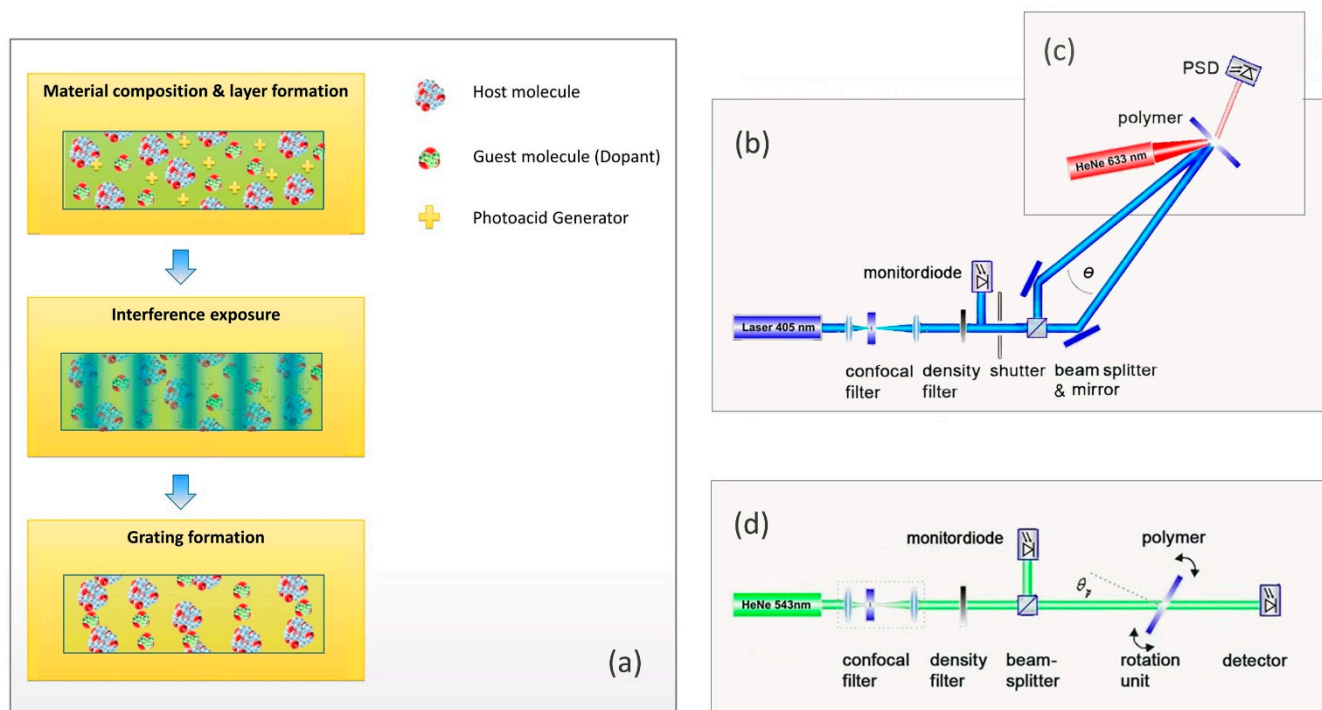 Material composition & layer formation
Host molecule
Guest molecule (Dopant)
Photoacid Generator
Interference exposure
Grating formation
(a)
(b)
(c)
PSD
polymer
HeNe 633 nm
monitordiode
θ
Laser 405 nm
confocal
filter
density
filter
shutter
beam splitter
& mirror
(d)
monitordiode
polymer
HeNe 543nm
confocal
filter
density
filter
beam-
splitter
rotation
unit
detector